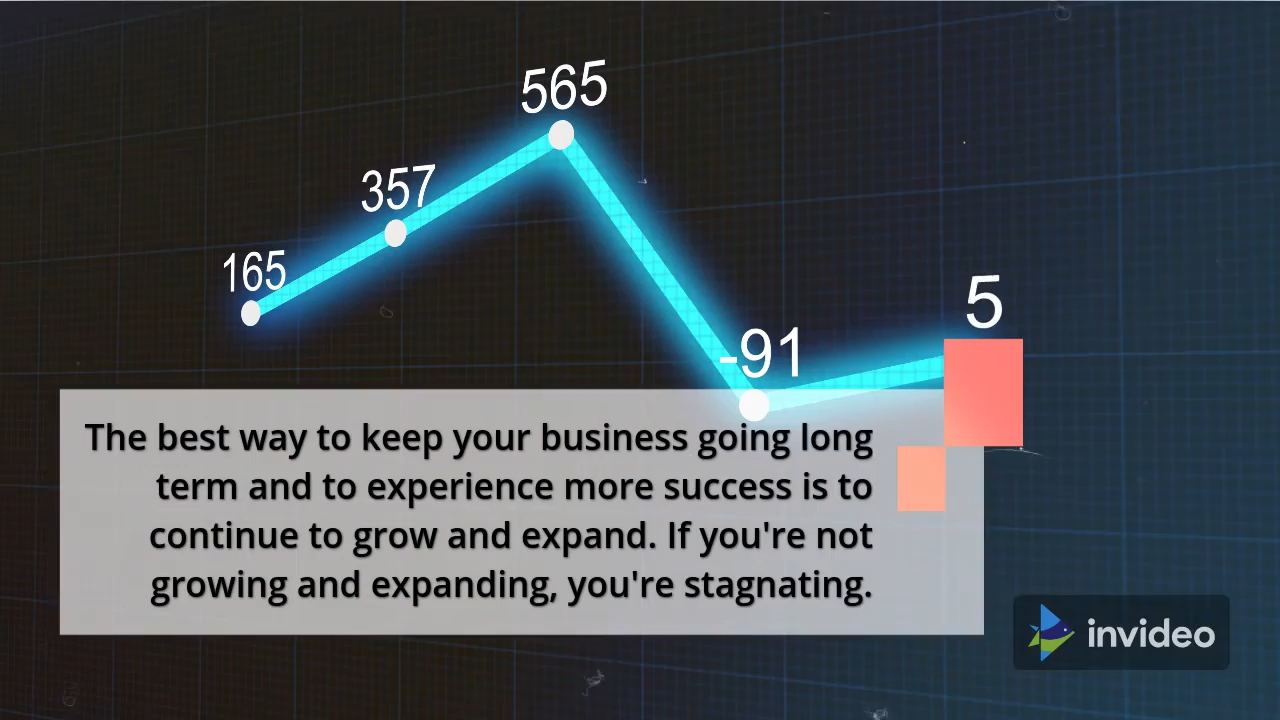 565
357
165
-91
5
The best way to keep your business going long
term and to experience more success is to
continue to grow and expand. If you're not
growing and expanding, you're stagnating.
invideo